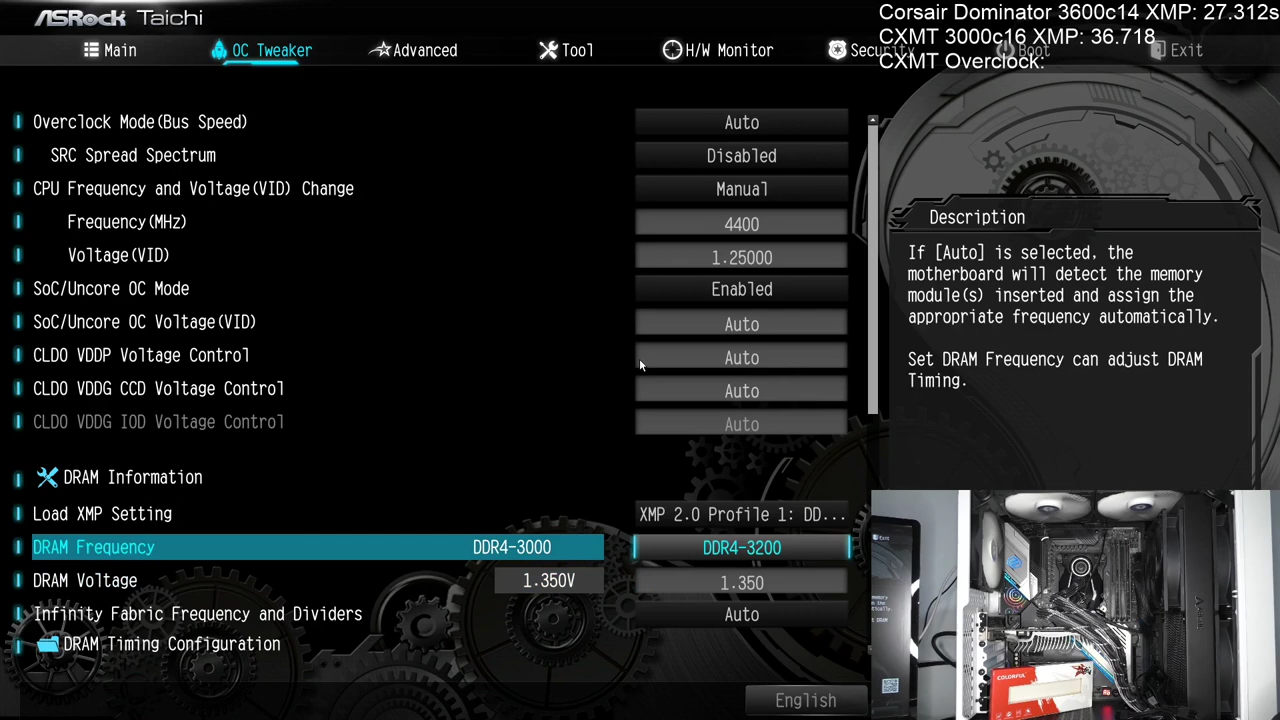 ASRock Taichi
Corsair Dominator 3600c14 XMP: 27.312s
CXMT 3000c16 XMP: 36.718
CXMT Overclock:
Main
OC Tweaker
Advanced
Tool
H/W Monitor
Security
Boot
Exit
Overclock Mode(Bus Speed) Auto
SRC Spread Spectrum Disabled
CPU Frequency and Voltage(VID) Change Manual
Frequency(MHz) 4400
Voltage(VID) 1.25000
SoC/Uncore OC Mode Enabled
SoC/Uncore OC Voltage(VID) Auto
CLDO VDDP Voltage Control Auto
CLDO VDDG CCD Voltage Control Auto
CLDO VDDG IOD Voltage Control Auto
DRAM Information
Load XMP Setting XMP 2.0 Profile 1: DD...
DRAM Frequency DDR4-3000 DDR4-3200
DRAM Voltage 1.350V 1.350
Infinity Fabric Frequency and Dividers Auto
DRAM Timing Configuration
English
Description
If [Auto] is selected, the
motherboard will detect the memory
module(s) inserted and assign the
appropriate frequency automatically.
Set DRAM Frequency can adjust DRAM
Timing.
COLORFUL